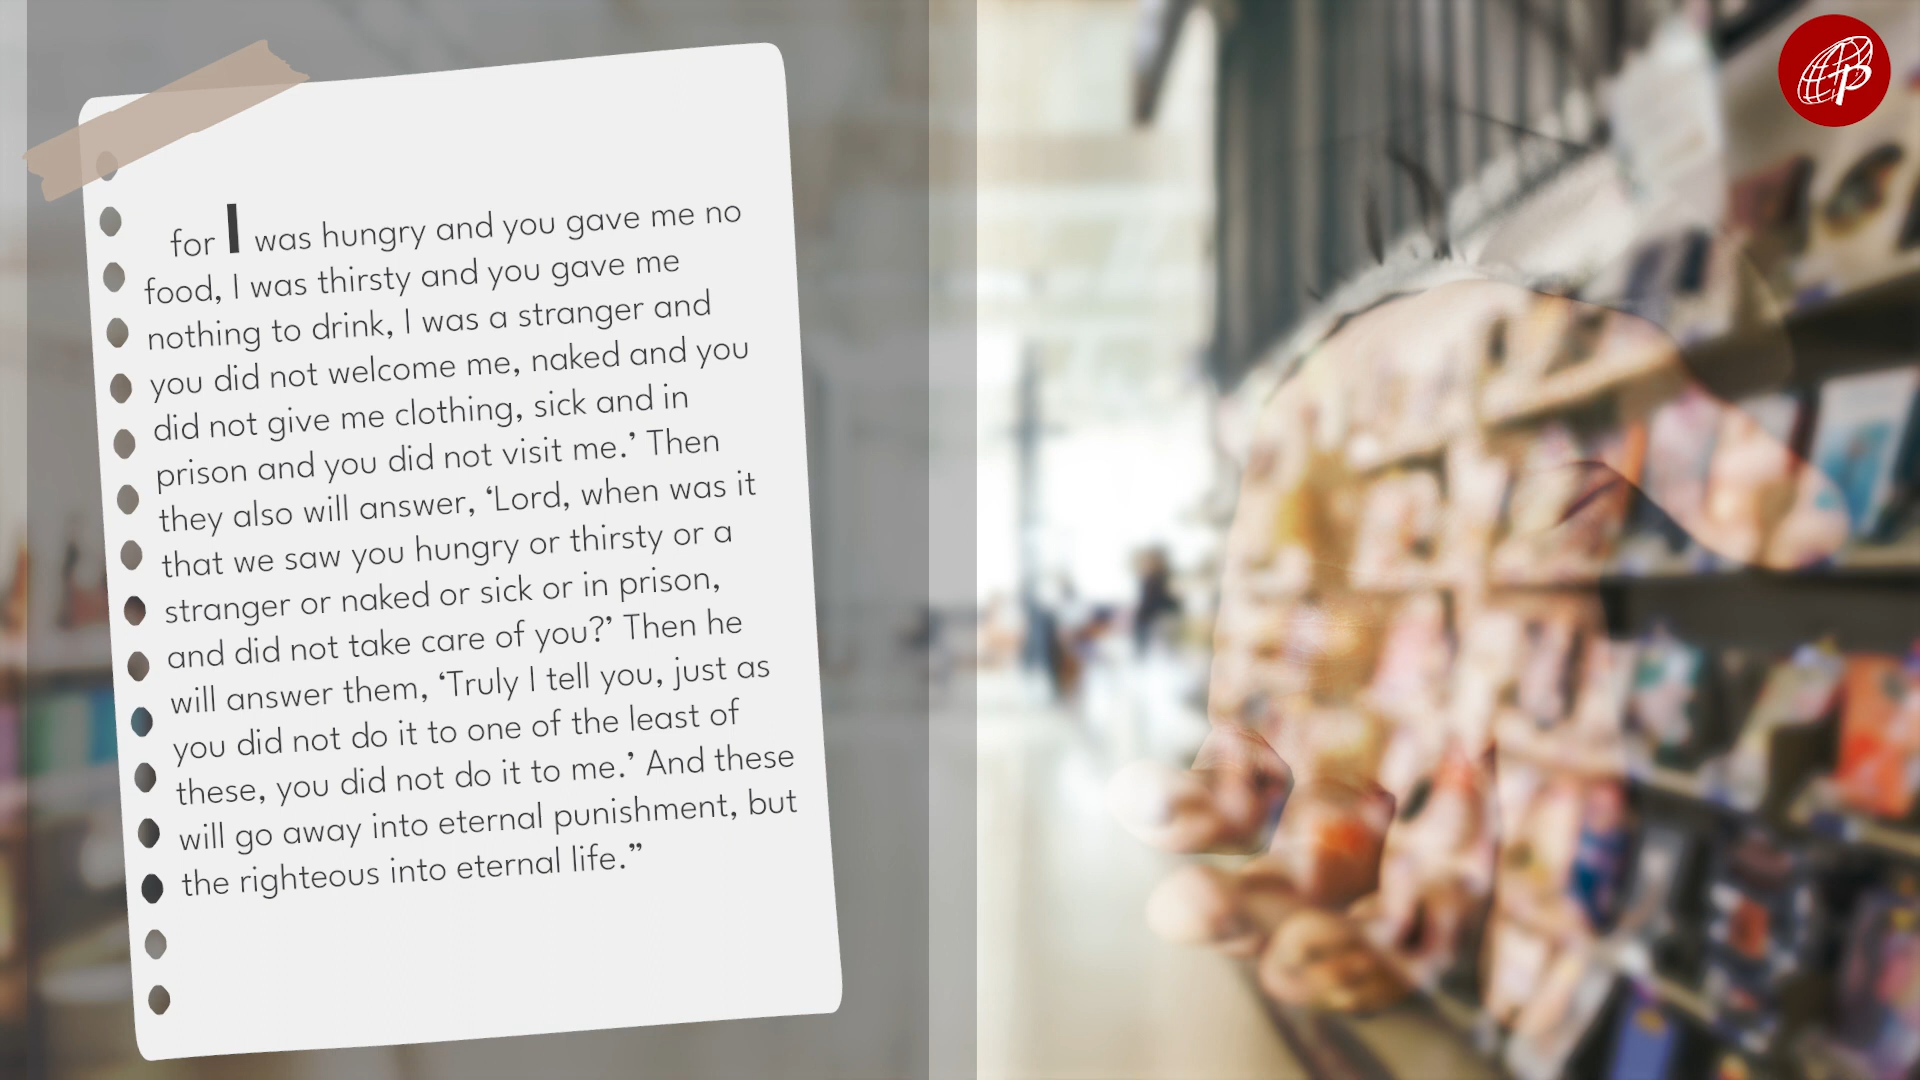 for I was hungry and you gave me no
food, I was thirsty and you gave me
nothing to drink, I was a stranger and
you did not welcome me, naked and you
did not give me clothing, sick and in
prison and you did not visit me.’ Then
they also will answer, ‘Lord, when was it
that we saw you hungry or thirsty or a
stranger or naked or sick or in prison,
and did not take care of you?’ Then he
will answer them, ‘Truly I tell you, just as
you did not do it to one of the least of
these, you did not do it to me.’ And these
will go away into eternal punishment, but
the righteous into eternal life.”